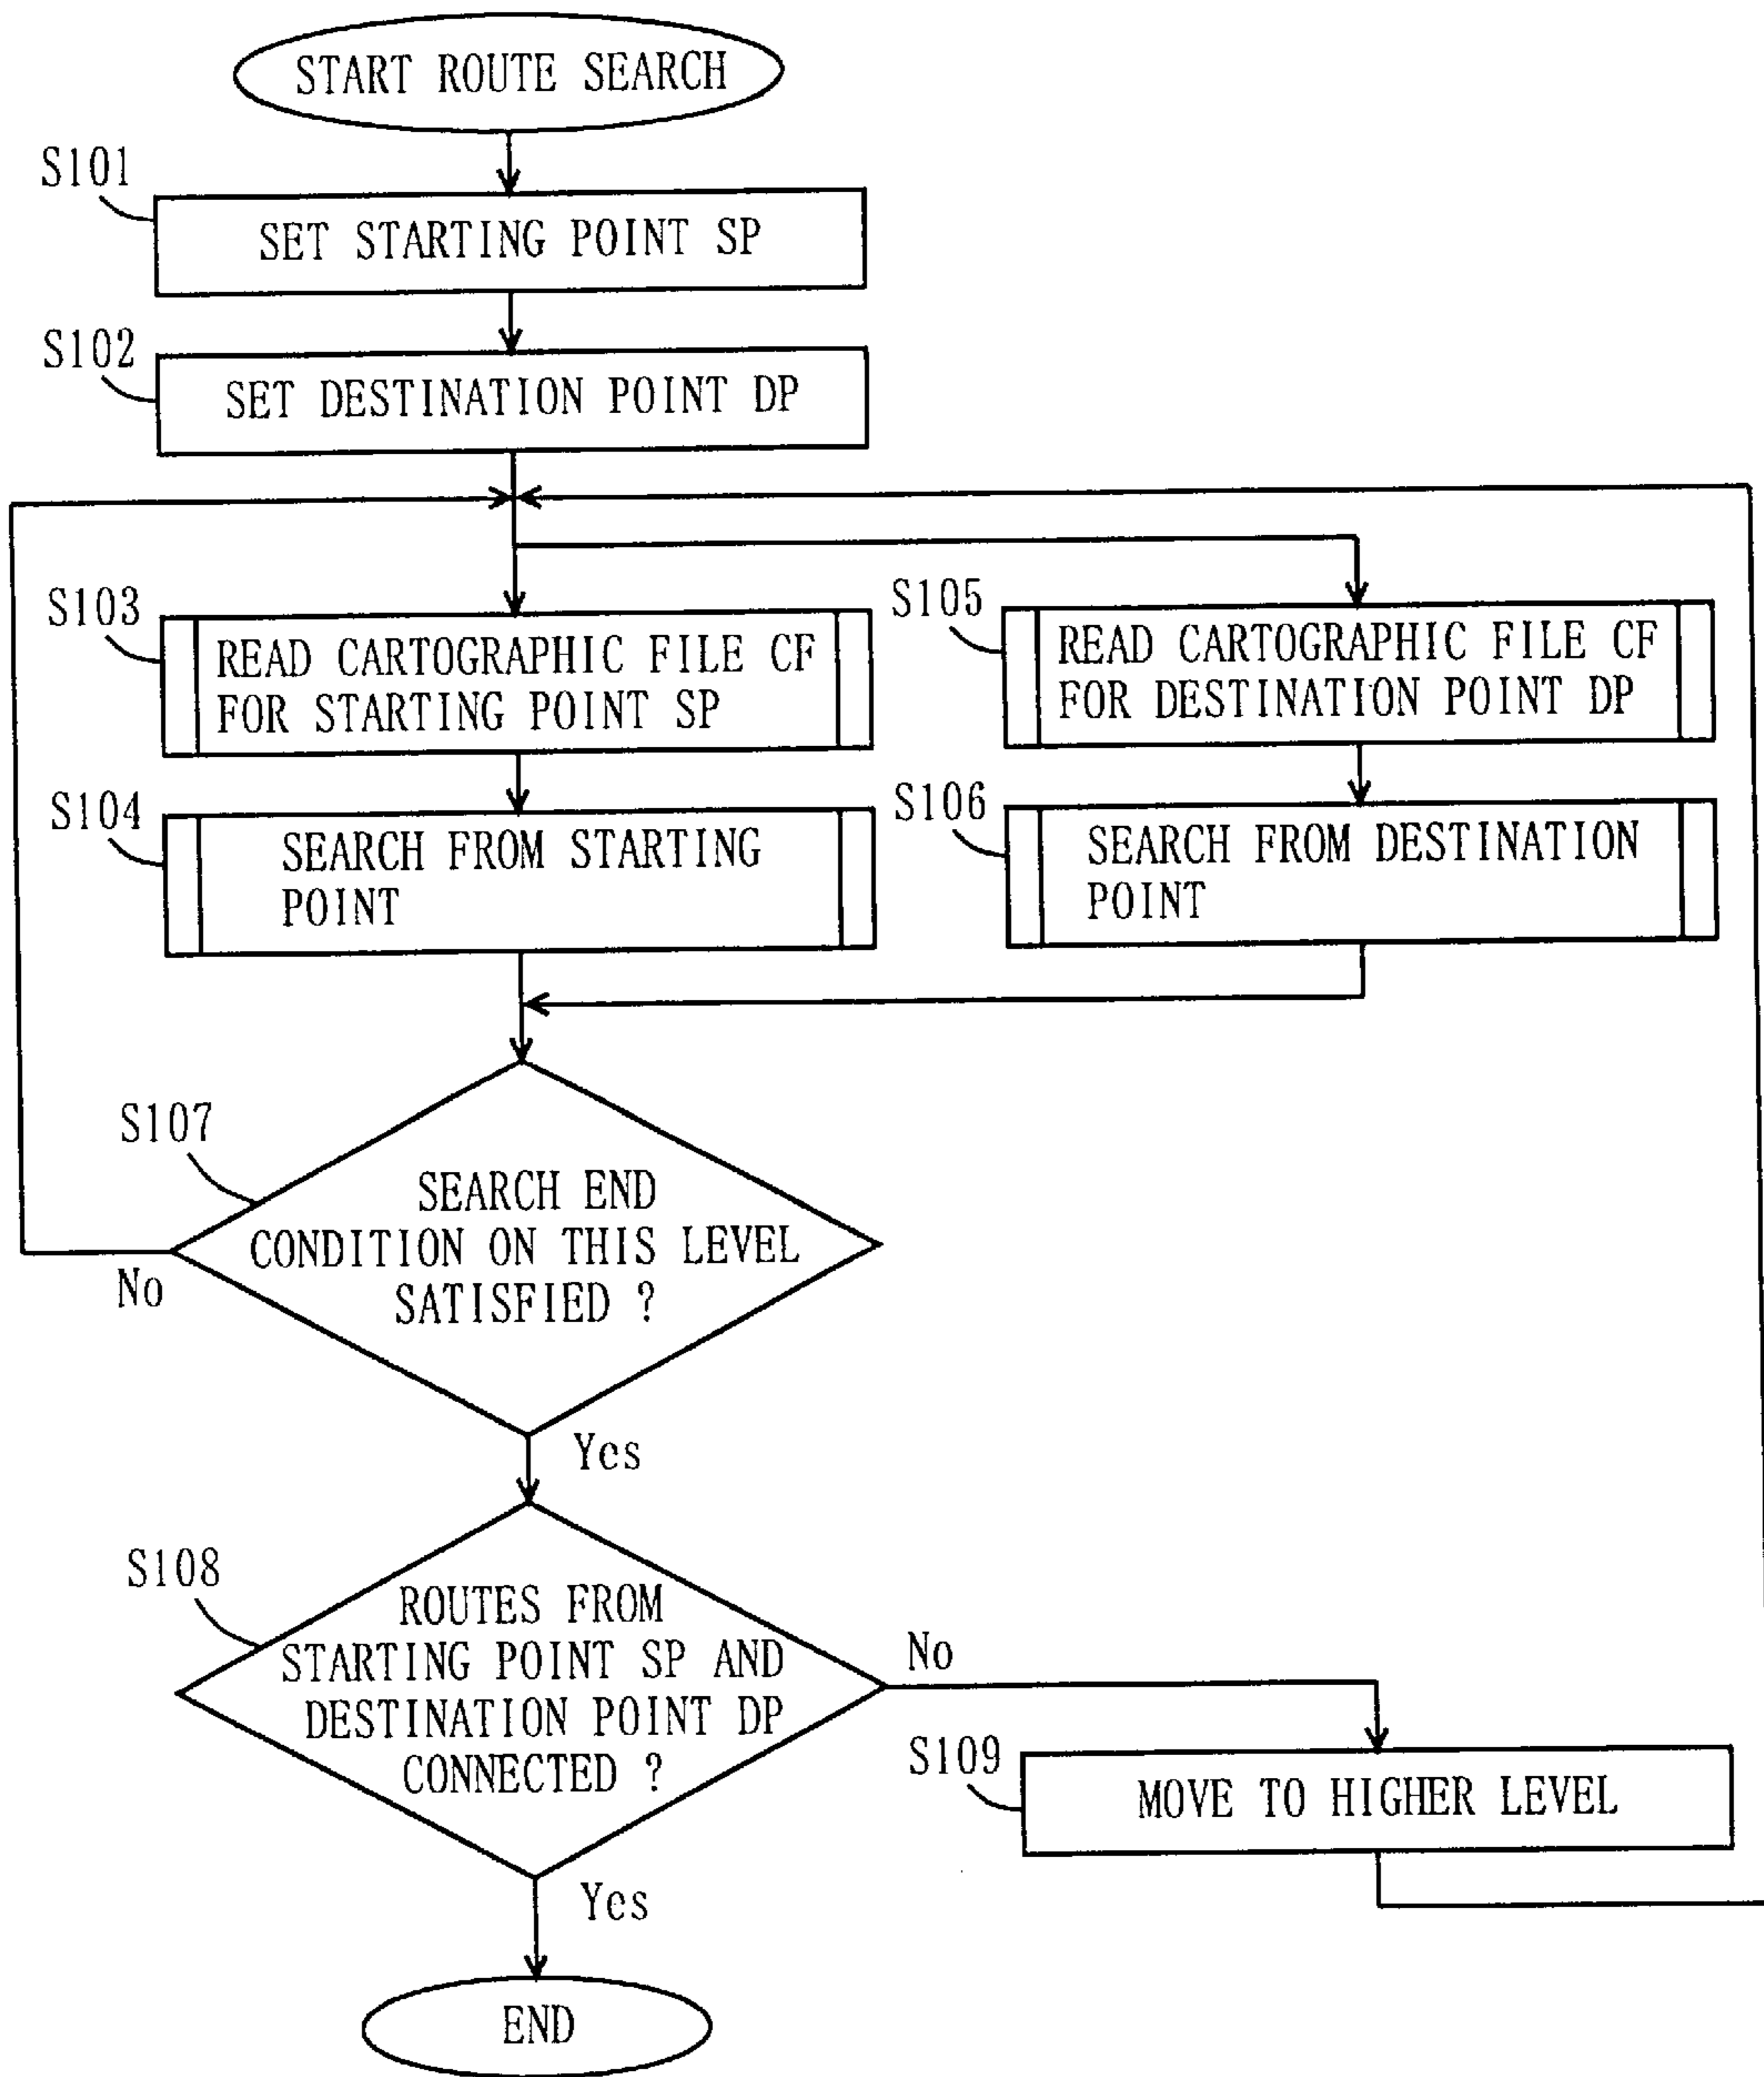 START ROUTE SEARCH
S101
SET STARTING POINT SP
S102
SET DESTINATION POINT DP
S103
READ CARTOGRAPHIC FILE CF
FOR STARTING POINT SP
S105
READ CARTOGRAPHIC FILE CF
FOR DESTINATION POINT DP
S104
SEARCH FROM STARTING
POINT
S106
SEARCH FROM DESTINATION
POINT
S107
SEARCH END
CONDITION ON THIS LEVEL
SATISFIED ?
No
Yes
S108
ROUTES FROM
STARTING POINT SP AND
DESTINATION POINT DP
CONNECTED ?
No
S109
MOVE TO HIGHER LEVEL
Yes
END